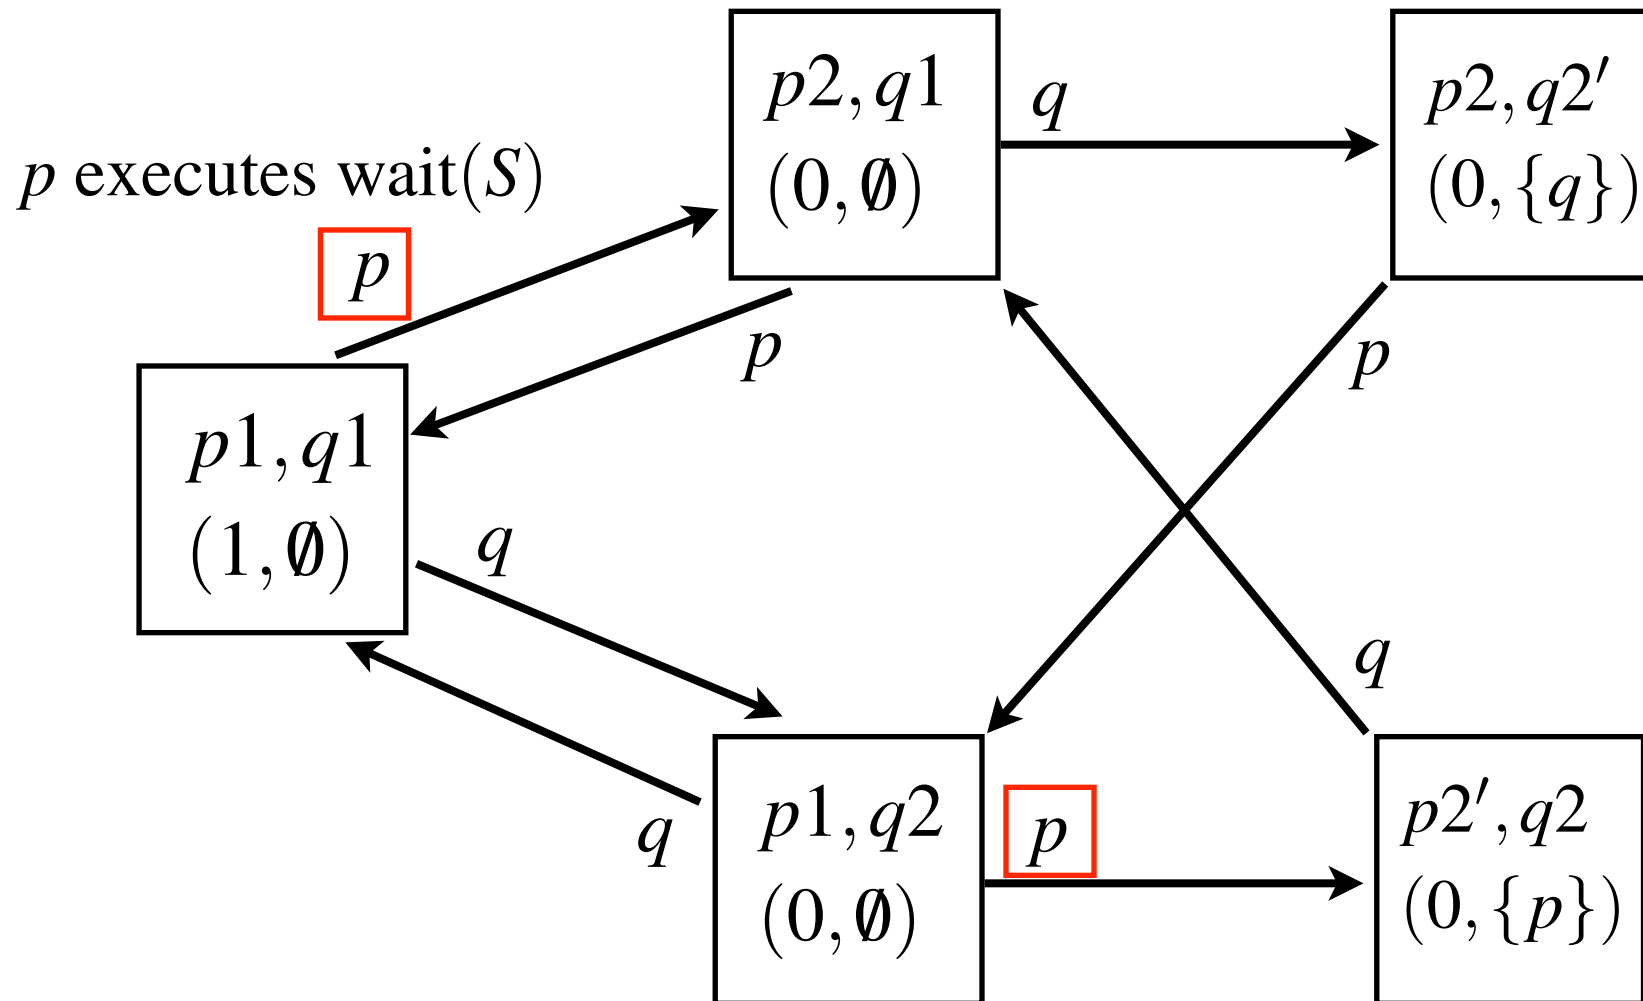 p2, q1
(0, ∅)
q
p2, q2′
(0, {q})
p executes wait(S)
p
p
p
p1, q1
(1, ∅)
q
q
q
p1, q2
(0, ∅)
p
p2′, q2
(0, {p})